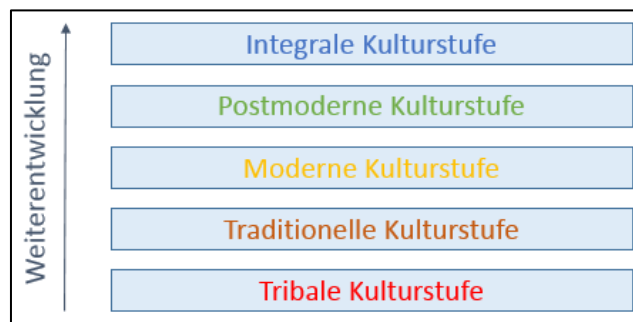 Weiterentwicklung
Integrale Kulturstufe
Postmoderne Kulturstufe
Moderne Kulturstufe
Traditionelle Kulturstufe
Tribale Kulturstufe